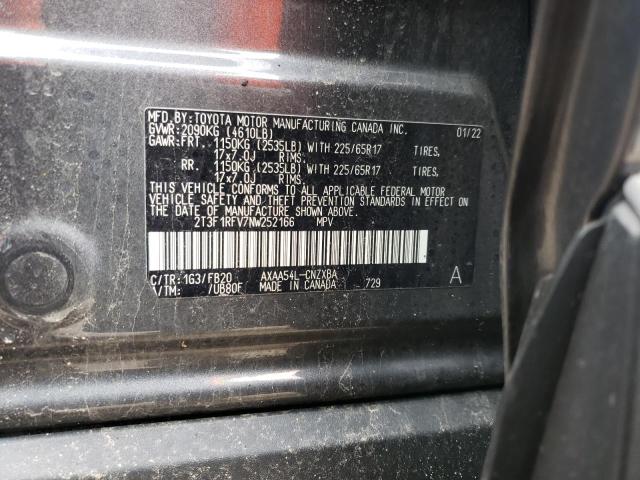 MFD.BY:TOYOTA MOTOR MANUFACTURING CANADA INC.
GVWR:2090KG (4610LB) 01/22
GAWR:FRT. 1150KG (2535LB) WITH 225/65R17 TIRES,
17x7.0J RIMS.
RR. 1150KG (2535LB) WITH 225/65R17 TIRES,
17x7.0J RIMS.
THIS VEHICLE CONFORMS TO ALL APPLICABLE FEDERAL MOTOR
VEHICLE SAFETY AND THEFT PREVENTION STANDARDS IN EFFECT ON
THE DATE OF MANUFACTURE SHOWN ABOVE.
2T3F1RFV7NW252166 MPV
C/TR:1G3/FB20 AXAA54L-CNZXBA A
V/TM: /UB80F MADE IN CANADA 729